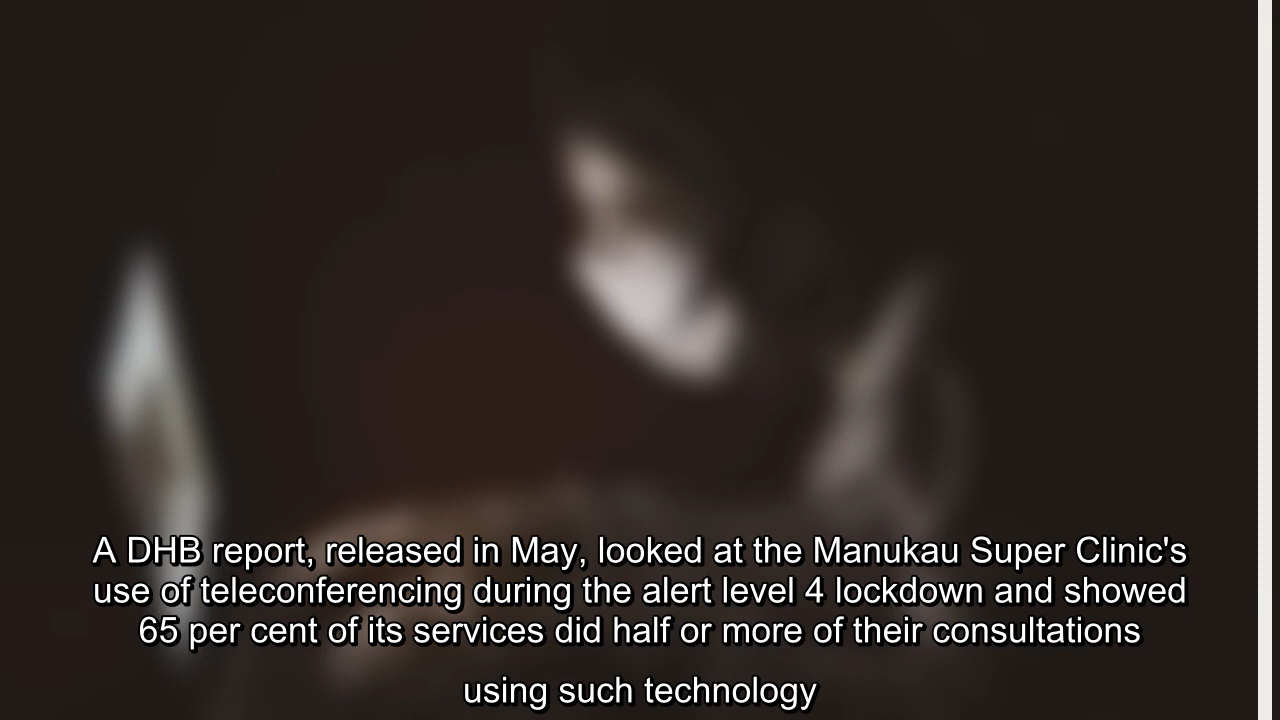 A DHB report, released in May, looked at the Manukau Super Clinic's
use of teleconferencing during the alert level 4 lockdown and showed
65 per cent of its services did half or more of their consultations
using such technology